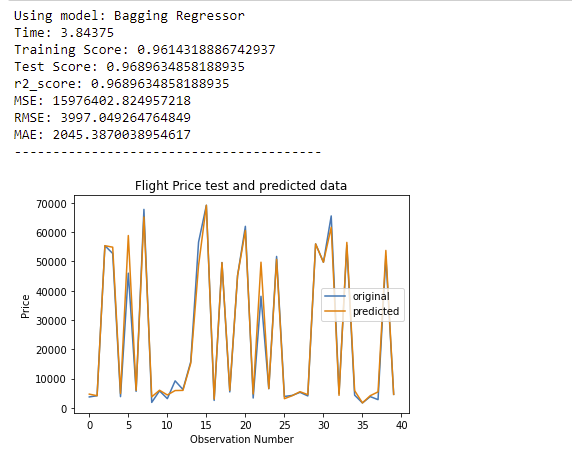 Using model: Bagging Regressor
Time: 3.84375
Training Score: 0.9614318886742937
Test Score: 0.9689634858188935
r2_score: 0.9689634858188935
MSE: 15976402.824957218
RMSE: 3997.049264764849
MAE: 2045.3870038954617
----------------------------------------
Flight Price test and predicted data
70000
60000
50000
40000
30000
20000
10000
0
Price
original
predicted
0 5 10 15 20 25 30 35 40
Observation Number